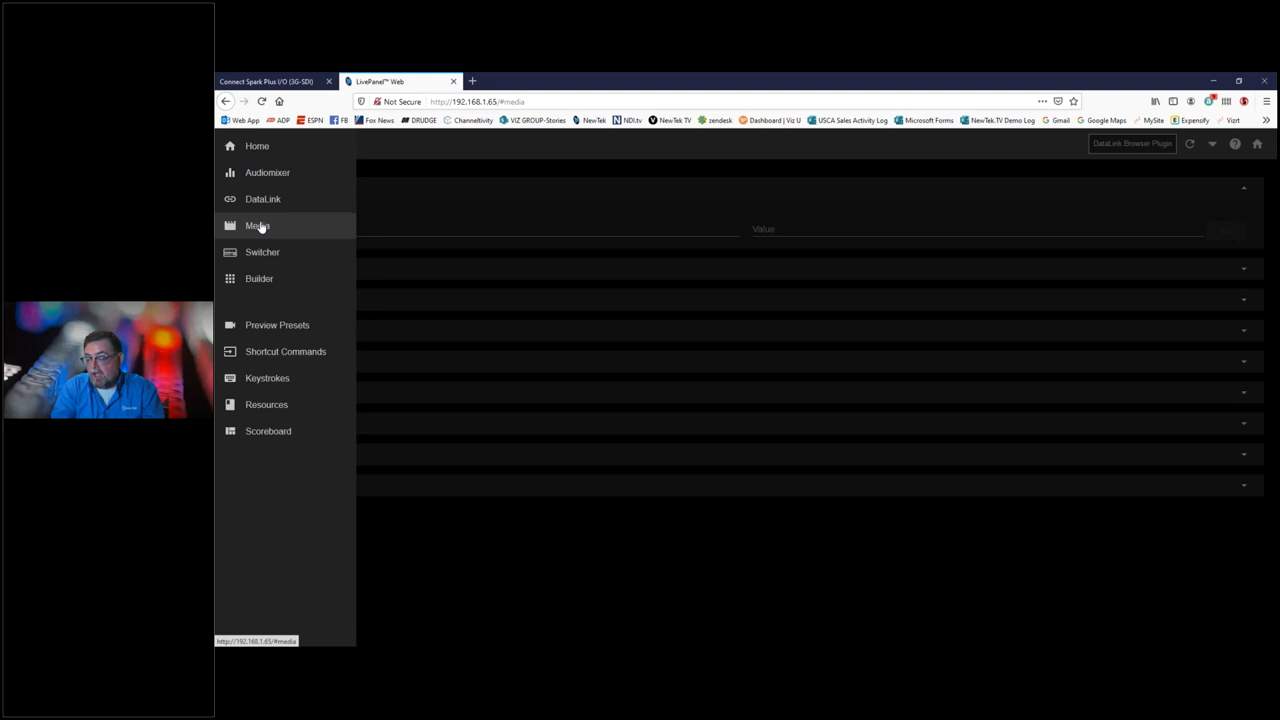 Connect Spark Plus I/O (3G-SDI)
LivePanel™ Web
Not Secure
http://192.168.1.65/#media
Web App
ADP
ESPN
FB
Fox News
DRUDGE
Channeltivity
VIZ GROUP-Stories
NewTek
NDI.tv
NewTek TV
zendesk
Dashboard | Viz U
USCA Sales Activity Log
Microsoft Forms
NewTek.TV Demo Log
Gmail
Google Maps
MySite
Expensify
Vizrt
Home
DataLink Browser Plugin
Audiomixer
DataLink
Media
Value
Switcher
Builder
Preview Presets
Shortcut Commands
Keystrokes
Resources
Scoreboard
http://192.168.1.65/#media